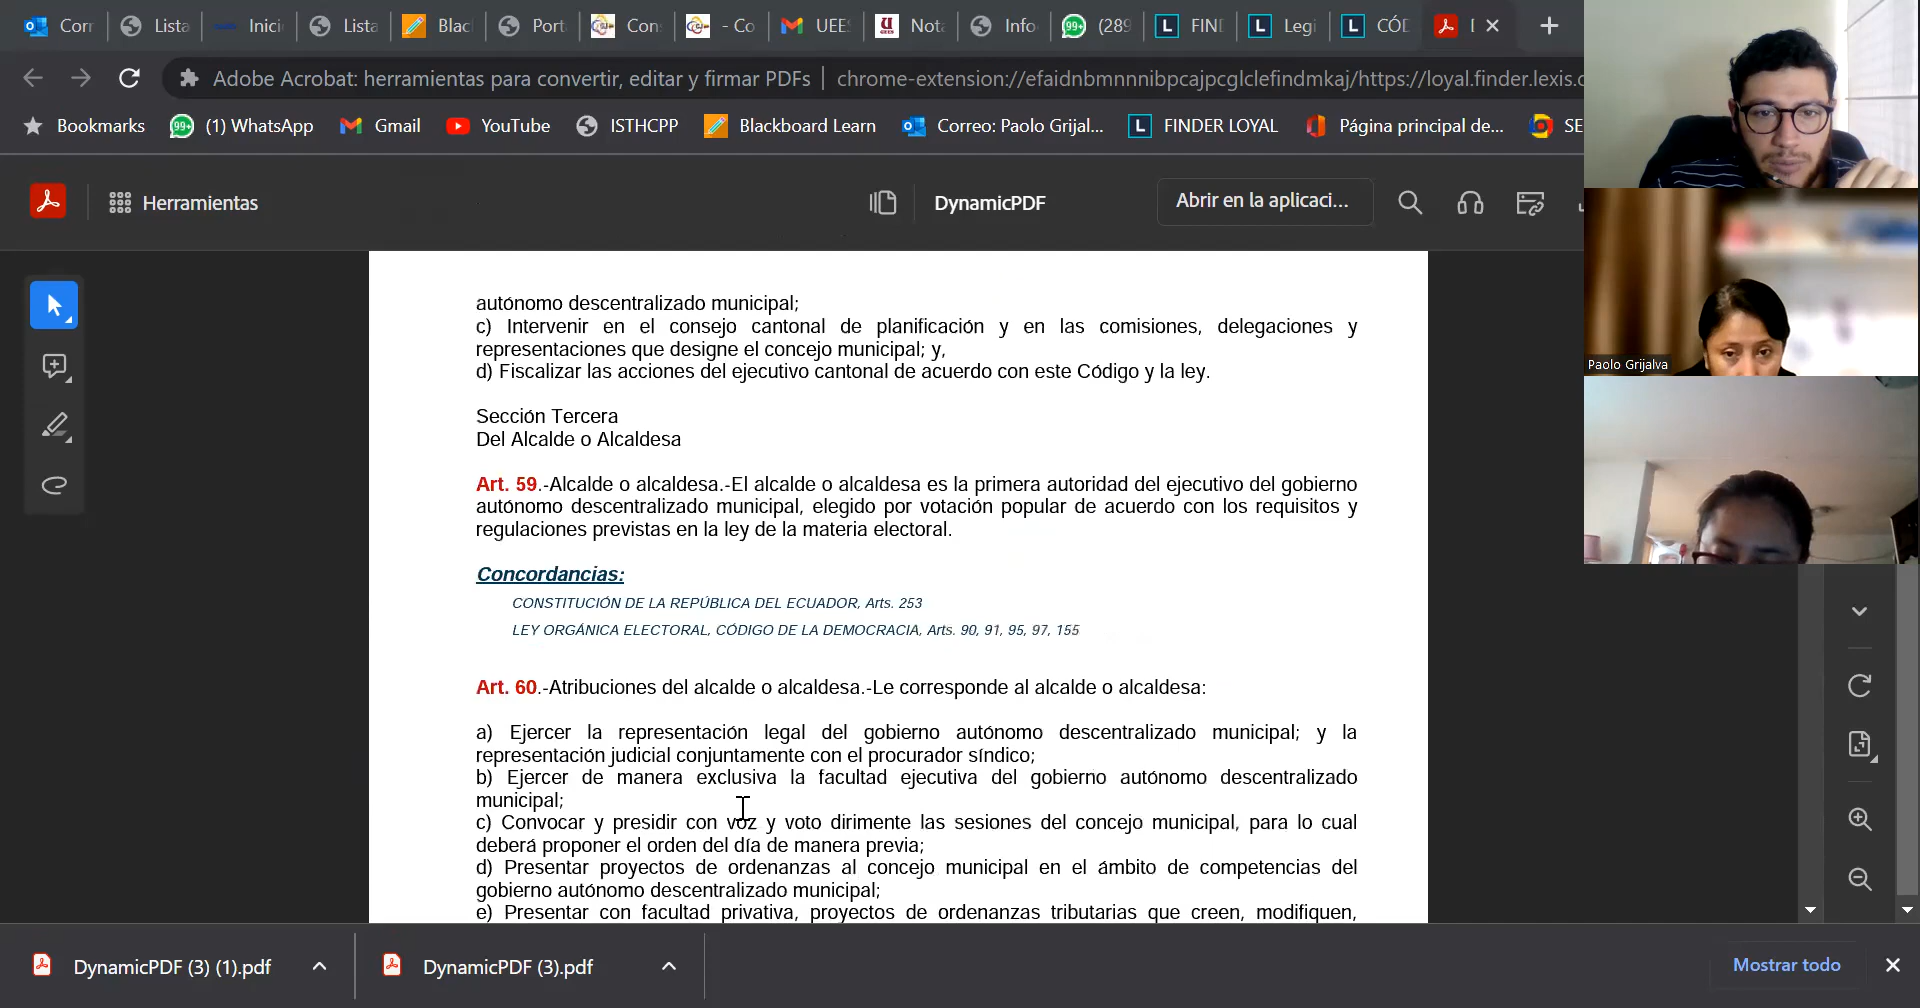 Corr
Lista
Inici
Lista
Blac
Port
Con
- Co
UEE
Nota
Info
(289
FIND
Legi
CÓD
Adobe Acrobat: herramientas para convertir, editar y firmar PDFs
chrome-extension://efaidnbmnnnibpcajpcglclefindmkaj/https://loyal.finder.lexis.c
Bookmarks
99+
(1) WhatsApp
Gmail
YouTube
ISTHCPP
Blackboard Learn
Correo: Paolo Grijal...
FINDER LOYAL
Página principal de...
SE
Herramientas
DynamicPDF
Abrir en la aplicaci...
autónomo descentralizado municipal;
c) Intervenir en el consejo cantonal de planificación y en las comisiones, delegaciones y
representaciones que designe el concejo municipal; y,
d) Fiscalizar las acciones del ejecutivo cantonal de acuerdo con este Código y la ley.
Sección Tercera
Del Alcalde o Alcaldesa
Art. 59.-Alcalde o alcaldesa.-El alcalde o alcaldesa es la primera autoridad del ejecutivo del gobierno
autónomo descentralizado municipal, elegido por votación popular de acuerdo con los requisitos y
regulaciones previstas en la ley de la materia electoral.
Concordancias:
CONSTITUCIÓN DE LA REPÚBLICA DEL ECUADOR, Arts. 253
LEY ORGÁNICA ELECTORAL, CÓDIGO DE LA DEMOCRACIA, Arts. 90, 91, 95, 97, 155
Art. 60.-Atribuciones del alcalde o alcaldesa.-Le corresponde al alcalde o alcaldesa:
a) Ejercer la representación legal del gobierno autónomo descentralizado municipal; y la
representación judicial conjuntamente con el procurador síndico;
b) Ejercer de manera exclusiva la facultad ejecutiva del gobierno autónomo descentralizado
municipal;
c) Convocar y presidir con voz y voto dirimente las sesiones del concejo municipal, para lo cual
deberá proponer el orden del día de manera previa;
d) Presentar proyectos de ordenanzas al concejo municipal en el ámbito de competencias del
gobierno autónomo descentralizado municipal;
e) Presentar con facultad privativa, proyectos de ordenanzas tributarias que creen, modifiquen,
Paolo Grijalva
DynamicPDF (3) (1).pdf
DynamicPDF (3).pdf
Mostrar todo